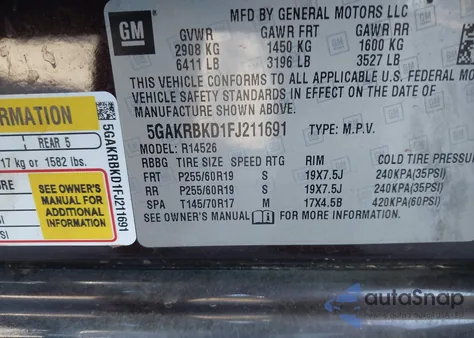 GM
MFD BY GENERAL MOTORS LLC
GVWR GAWR FRT GAWR RR
2908 KG 1450 KG 1600 KG
6411 LB 3196 LB 3527 LB
THIS VEHICLE CONFORMS TO ALL APPLICABLE U.S. FEDERAL
VEHICLE SAFETY STANDARDS IN EFFECT ON THE DATE OF
MANUFACTURE SHOWN ABOVE.
5GAKRBKD1FJ211691 TYPE: M.P.V.
MODEL: R14526
RBBG TIRE SIZE SPEED RTG RIM COLD TIRE
FRT P255/60R19 S 19X7.5J 240KPA(35PSI)
RR P255/60R19 S 19X7.5J 240KPA(35PSI)
SPA T145/70R17 M 17X4.5B 420KPA(60PSI)
SEE OWNER'S MANUAL FOR MORE INFORMATION.
REAR 5
17 kg or 1582 lbs.
SEE OWNER'S
MANUAL FOR
ADDITIONAL
INFORMATION
5GAKRBKD1FJ211691
autoSnap